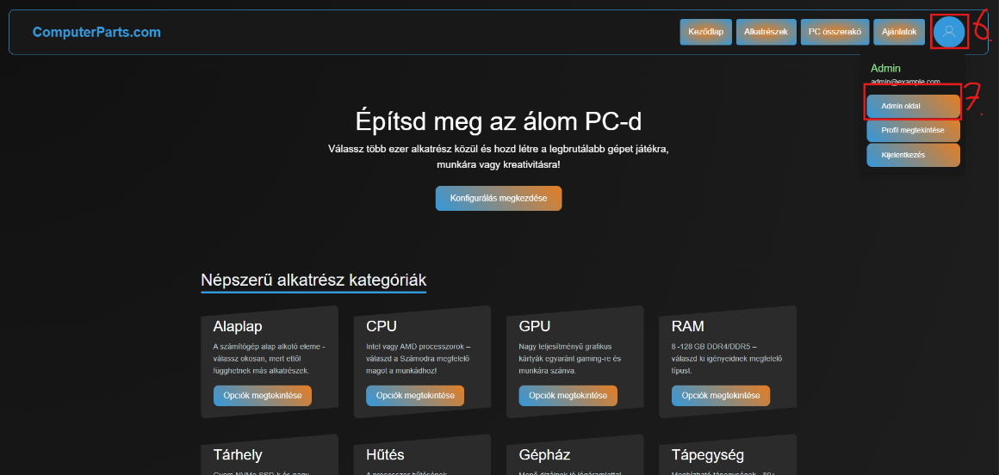 ComputerParts.com
Kezdőlap
Alkatrészek
PC összerakó
Ajánlatok
6.
Admin
admin@example.com
Admin oldal
7.
Profil megtekintése
Kijelentkezés
Építsd meg az álom PC-d
Válassz több ezer alkatrész közül és hozd létre a legbrutálabb gépet játékra,
munkára vagy kreativitásra!
Konfigurálás megkezdése
Népszerű alkatrész kategóriák
Alaplap
A számítógép alap alkotó eleme -
válassz okosan, mert ettől
függhetnek más alkatrészek.
Opciók megtekintése
CPU
Intel vagy AMD processzorok –
válaszd a Számodra megfelelő
magot a munkádhoz!
Opciók megtekintése
GPU
Nagy teljesítményű grafikus
kártyák egyaránt gaming-re és
munkára szánva.
Opciók megtekintése
RAM
8 -128 GB DDR4/DDR5 –
válaszd ki igényeidnek megfelelő
típust.
Opciók megtekintése
Tárhely
Hűtés
Gépház
Tápegység